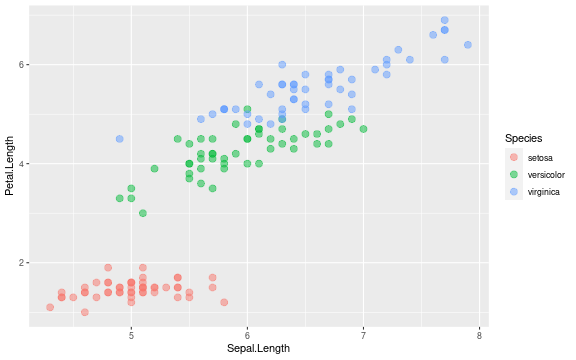 6
4
2
Petal.Length
5
6
7
8
Sepal.Length
Species
setosa
versicolor
virginica